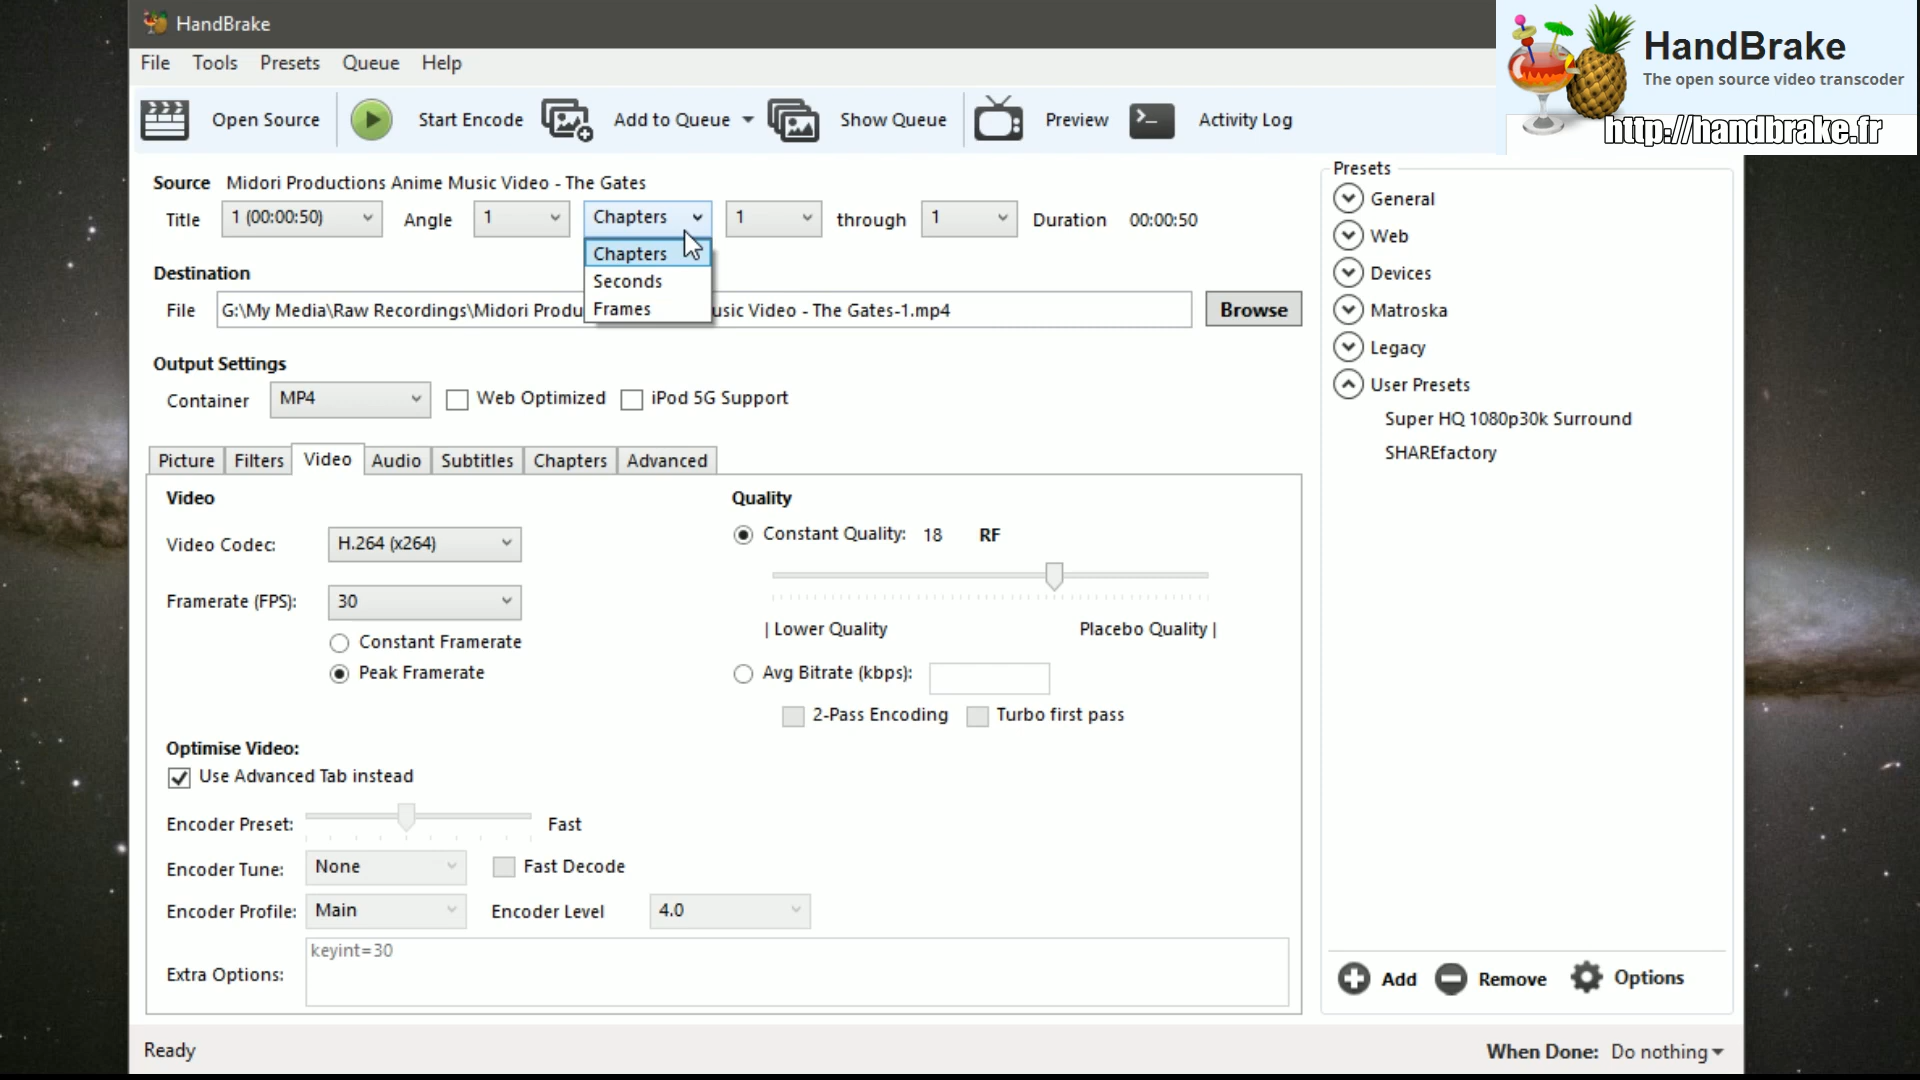 HandBrake
File Tools Presets Queue Help
Open Source Start Encode Add to Queue Show Queue Preview Activity Log
HandBrake
The open source video transcoder
http://handbrake.fr
Source Midori Productions Anime Music Video - The Gates
Title 1 (00:00:50) Angle 1 Chapters 1 through 1 Duration 00:00:50
Chapters
Seconds
Frames
Destination
File G:\My Media\Raw Recordings\Midori Produ usic Video - The Gates-1.mp4 Browse
Output Settings
Container MP4 Web Optimized iPod 5G Support
Picture Filters Video Audio Subtitles Chapters Advanced
Video
Video Codec: H.264 (x264)
Framerate (FPS): 30
Constant Framerate
Peak Framerate
Quality
Constant Quality: 18 RF
| Lower Quality Placebo Quality |
Avg Bitrate (kbps):
2-Pass Encoding Turbo first pass
Optimise Video:
Use Advanced Tab instead
Encoder Preset: Fast
Encoder Tune: None Fast Decode
Encoder Profile: Main Encoder Level 4.0
Extra Options: keyint=30
Presets
General
Web
Devices
Matroska
Legacy
User Presets
Super HQ 1080p30k Surround
SHAREfactory
Add Remove Options
Ready
When Done: Do nothing